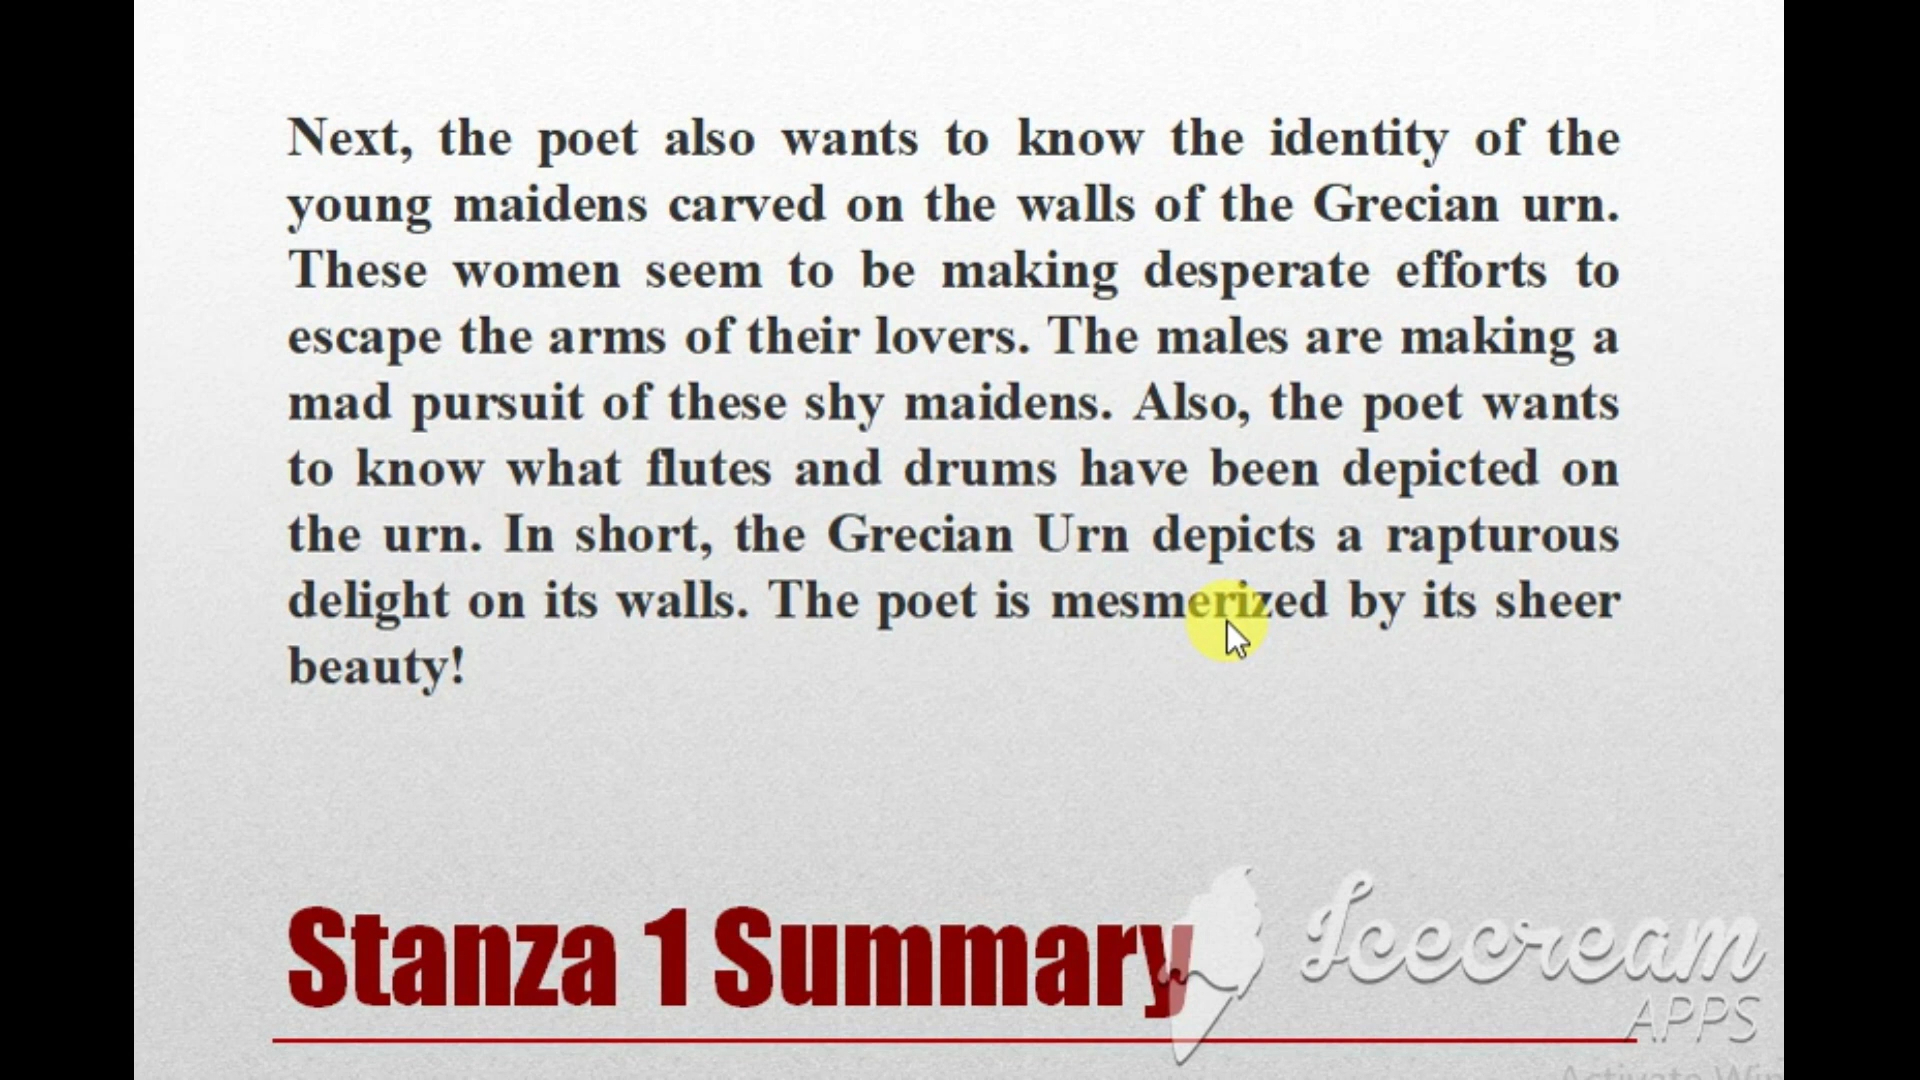 Next, the poet also wants to know the identity of the
young maidens carved on the walls of the Grecian urn.
These women seem to be making desperate efforts to
escape the arms of their lovers. The males are making a
mad pursuit of these shy maidens. Also, the poet wants
to know what flutes and drums have been depicted on
the urn. In short, the Grecian Urn depicts a rapturous
delight on its walls. The poet is mesmerized by its sheer
beauty!
Stanza 1 Summary
Icecream
APPS